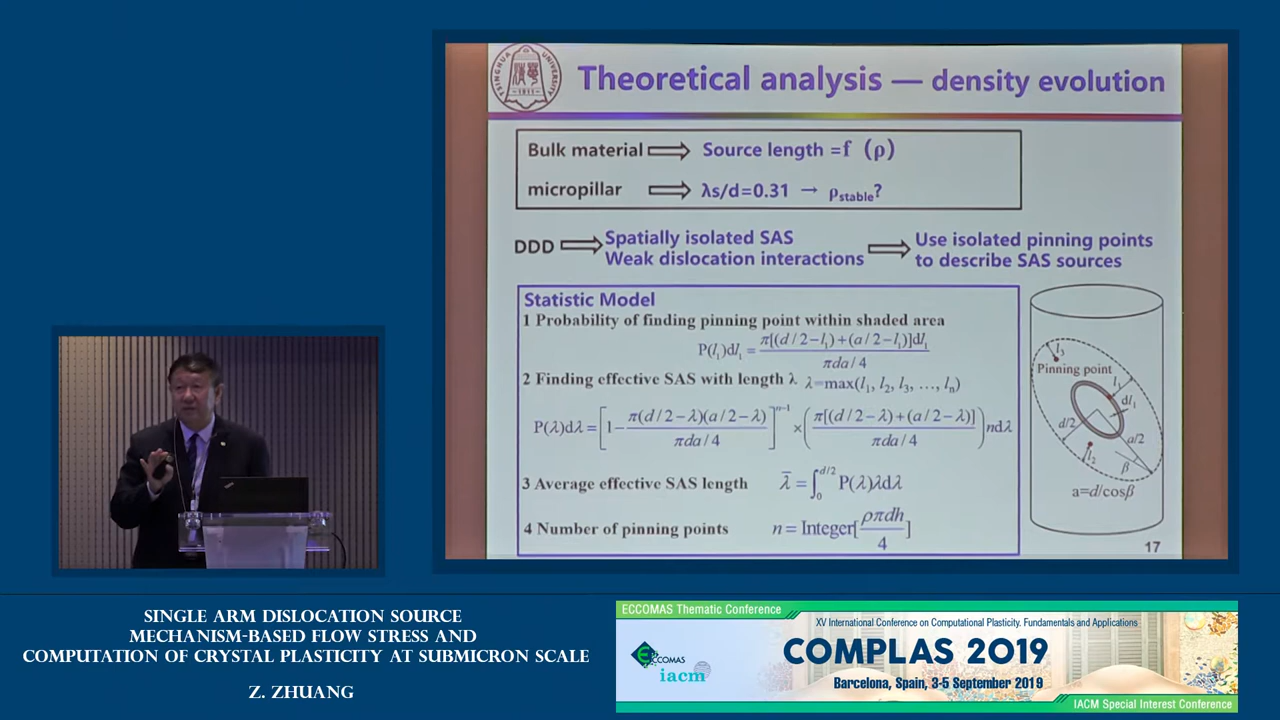 TSINGHUA UNIVERSITY
-1911-
Theoretical analysis — density evolution
Bulk material ⟹ Source length =f (ρ)
micropillar ⟹ λs/d=0.31 → ρstable?
DDD ⟹ Spatially isolated SAS
Weak dislocation interactions
⟹ Use isolated pinning points
to describe SAS sources
Statistic Model
1 Probability of finding pinning point within shaded area
P(l₁)dl₁ = π[(d/2−l₁)+(a/2−l₁)]dl₁ / πda/4
2 Finding effective SAS with length λ λ=max(l₁, l₂, l₃, …, lₙ)
P(λ)dλ = [1− π(d/2−λ)(a/2−λ) / πda/4]ⁿ⁻¹ × (π[(d/2−λ)+(a/2−λ)] / πda/4) ndλ
3 Average effective SAS length λ̄ = ∫₀^{d/2} P(λ)λdλ
4 Number of pinning points n = Integer[ρπdh / 4]
l₃
Pinning point
l₁
dl₁
d/2
a/2
l₂
β
a=d/cosβ
17
SINGLE ARM DISLOCATION SOURCE
MECHANISM-BASED FLOW STRESS AND
COMPUTATION OF CRYSTAL PLASTICITY AT SUBMICRON SCALE
Z. ZHUANG
ECCOMAS Thematic Conference
XV International Conference on Computational Plasticity. Fundamentals and Applications
ECCOMAS
iacm
COMPLAS 2019
Barcelona, Spain, 3-5 September 2019
IACM Special Interest Conference